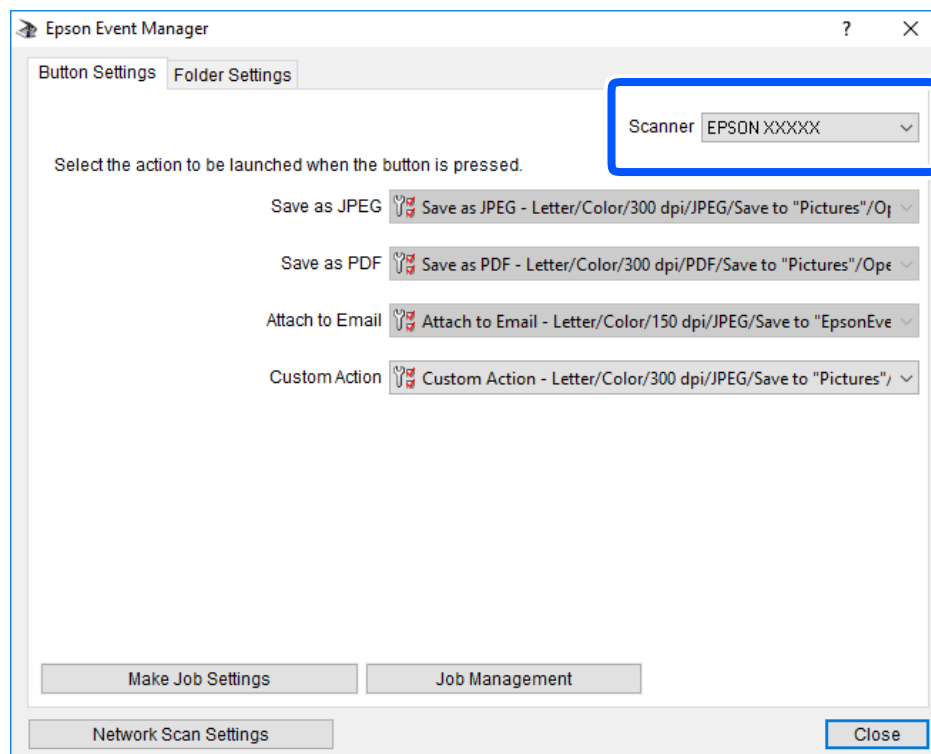 Epson Event Manager
Button Settings Folder Settings
Scanner EPSON XXXXX
Select the action to be launched when the button is pressed.
Save as JPEG Save as JPEG - Letter/Color/300 dpi/JPEG/Save to "Pictures"/Op
Save as PDF Save as PDF - Letter/Color/300 dpi/PDF/Save to "Pictures"/Ope
Attach to Email Attach to Email - Letter/Color/150 dpi/JPEG/Save to "EpsonEve
Custom Action Custom Action - Letter/Color/300 dpi/JPEG/Save to "Pictures"/
Make Job Settings Job Management
Network Scan Settings Close